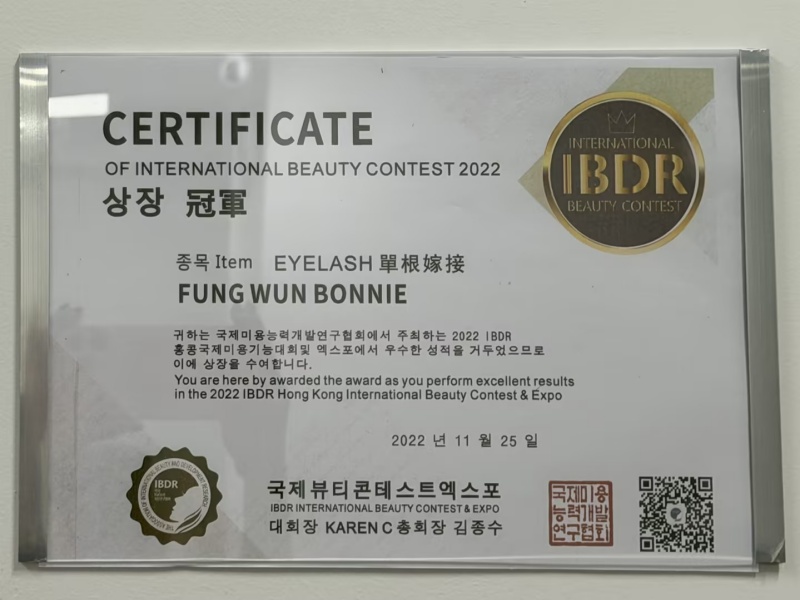 CERTIFICATE
OF INTERNATIONAL BEAUTY CONTEST 2022
상장 冠軍
INTERNATIONAL
IBDR
BEAUTY CONTEST
종목 Item EYELASH 單根嫁接
FUNG WUN BONNIE
귀하는 국제미용능력개발연구협회에서 주최하는 2022 IBDR
홍콩국제미용기능대회및 엑스포에서 우수한 성적을 거두었으므로
이에 상장을 수여합니다.
You are here by awarded the award as you perform excellent results
in the 2022 IBDR Hong Kong International Beauty Contest & Expo
2022 년 11 월 25 일
IBDR
국제뷰티콘테스트엑스포
IBDR INTERNATIONAL BEAUTY CONTEST & EXPO
대회장 KAREN C 총회장 김종수
국제미용
능력개발
연구협회